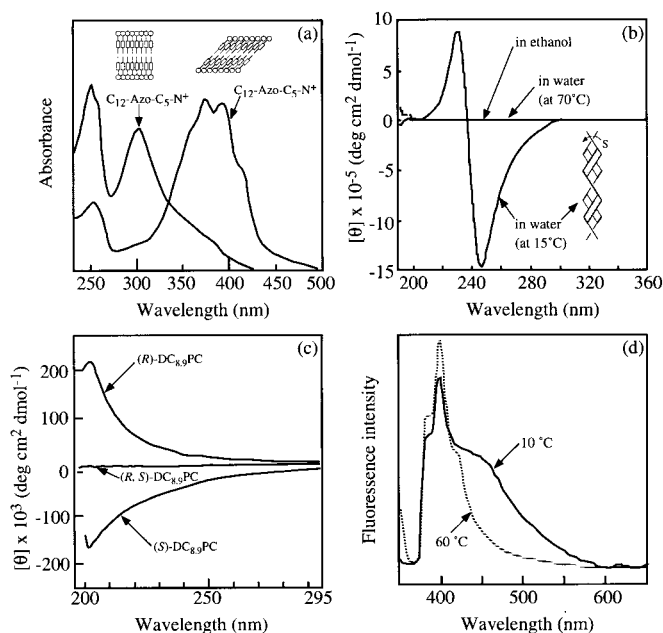 (a)
C12-Azo-C5-N+
C12-Azo-C5-N+
Absorbance
250 300 350 400 450 500
Wavelength (nm)
(b)
10
5
0
-5
-10
-15
in ethanol
in water
(at 70°C)
S
in water
(at 15°C)
[θ] x 10-5 (deg cm2 dmol-1)
200 240 280 320 360
Wavelength (nm)
(c)
200
100
0
-100
-200
(R)-DC8,9PC
(R, S)-DC8,9PC
(S)-DC8,9PC
[θ] x 103 (deg cm2 dmol-1)
200 250 295
Wavelength (nm)
(d)
10 °C
60 °C
Fluoressence intensity
400 500 600
Wavelength (nm)